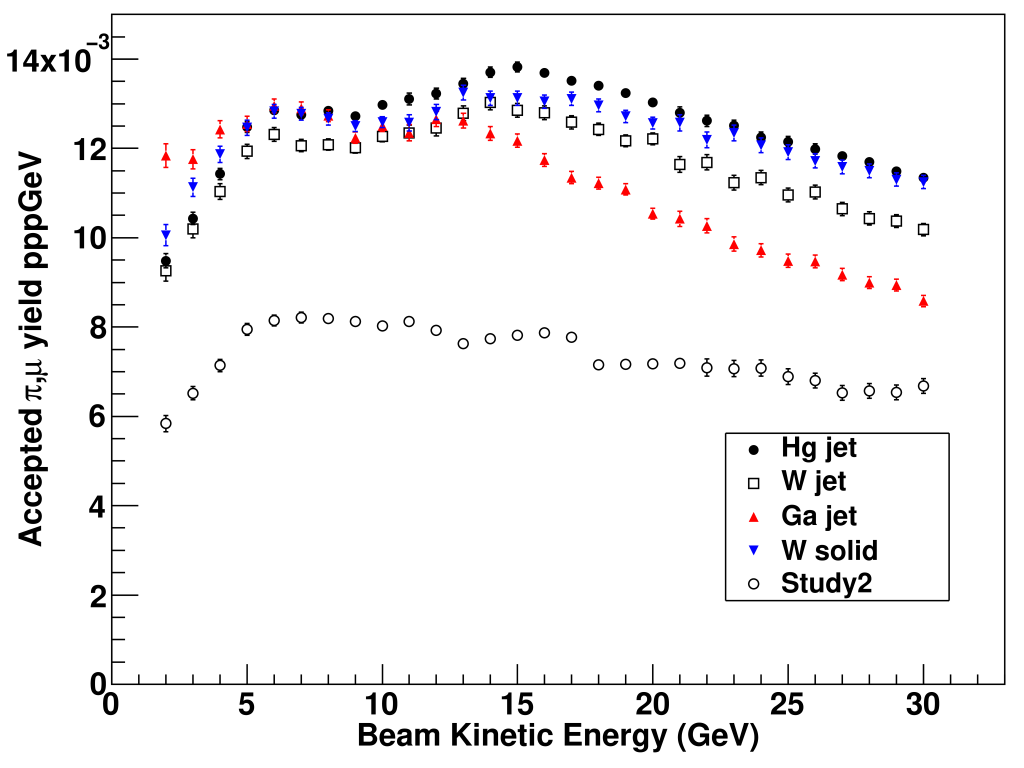 14x10⁻³
12
10
8
6
4
2
0
0 5 10 15 20 25 30
Accepted π,μ yield pppGeV
Beam Kinetic Energy (GeV)
Hg jet
W jet
Ga jet
W solid
Study2